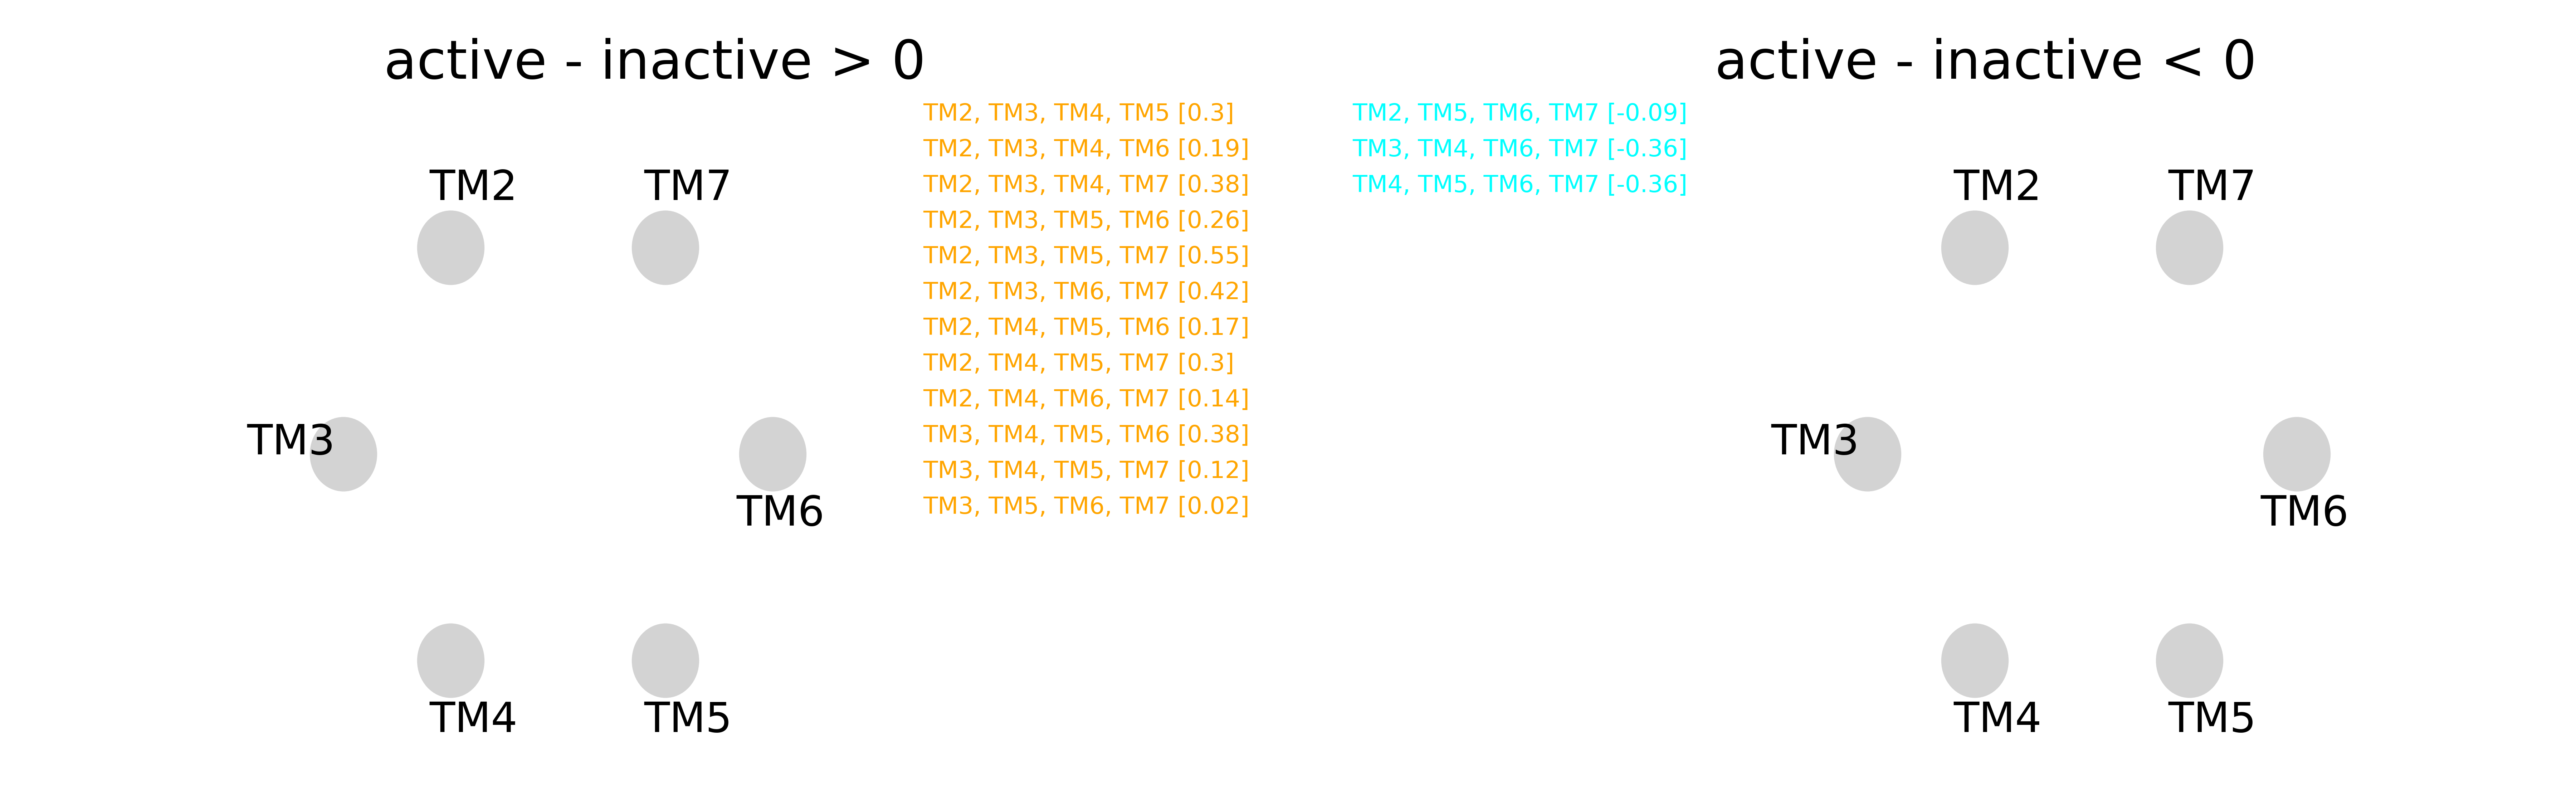 active - inactive > 0
TM2
TM7
TM3
TM6
TM4
TM5
TM2, TM3, TM4, TM5 [0.3]
TM2, TM3, TM4, TM6 [0.19]
TM2, TM3, TM4, TM7 [0.38]
TM2, TM3, TM5, TM6 [0.26]
TM2, TM3, TM5, TM7 [0.55]
TM2, TM3, TM6, TM7 [0.42]
TM2, TM4, TM5, TM6 [0.17]
TM2, TM4, TM5, TM7 [0.3]
TM2, TM4, TM6, TM7 [0.14]
TM3, TM4, TM5, TM6 [0.38]
TM3, TM4, TM5, TM7 [0.12]
TM3, TM5, TM6, TM7 [0.02]
TM2, TM5, TM6, TM7 [-0.09]
TM3, TM4, TM6, TM7 [-0.36]
TM4, TM5, TM6, TM7 [-0.36]
active - inactive < 0
TM2
TM7
TM3
TM6
TM4
TM5